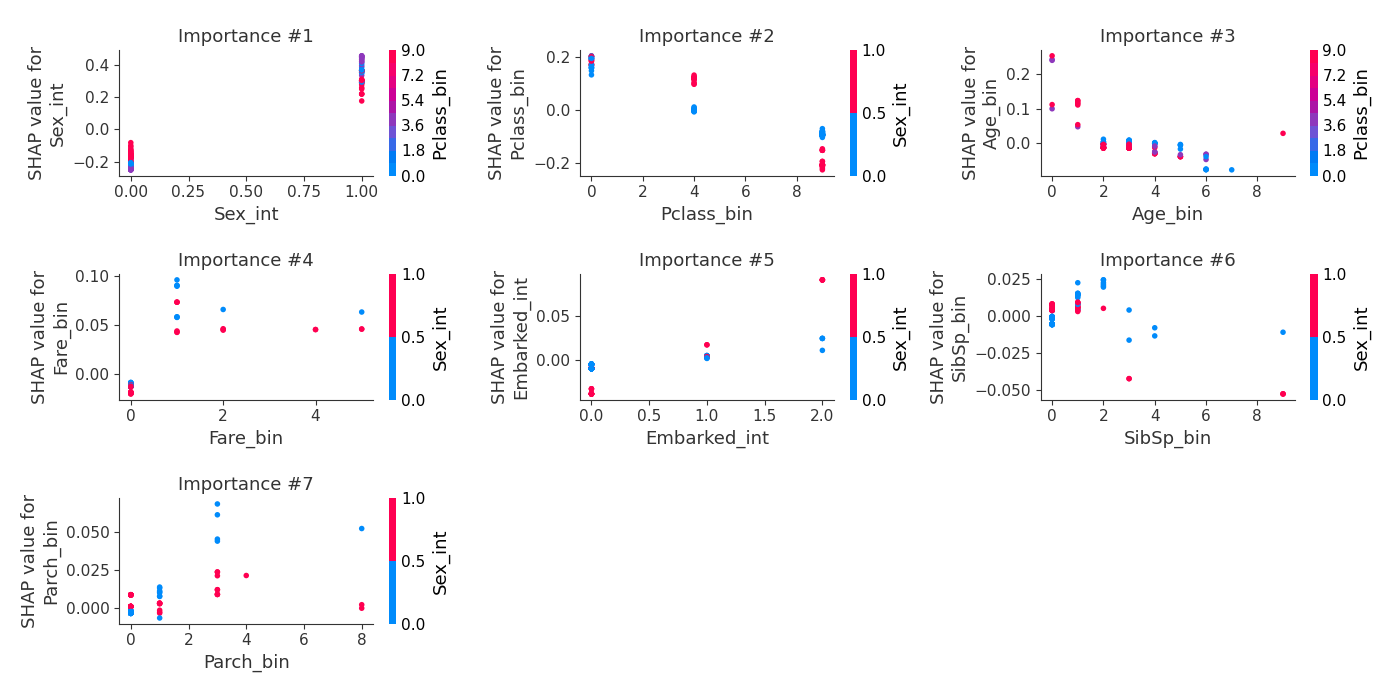 Importance #1
SHAP value for
Sex_int
0.4
0.2
0.0
−0.2
0.00 0.25 0.50 0.75 1.00
Sex_int
9.0
7.2
5.4
3.6
1.8
0.0
Pclass_bin
Importance #2
SHAP value for
Pclass_bin
0.2
0.0
−0.2
0 2 4 6 8
Pclass_bin
1.0
0.5
0.0
Sex_int
Importance #3
SHAP value for
Age_bin
0.2
0.1
0.0
0 2 4 6 8
Age_bin
9.0
7.2
5.4
3.6
1.8
0.0
Pclass_bin
Importance #4
SHAP value for
Fare_bin
0.10
0.05
0.00
0 2 4
Fare_bin
1.0
0.5
0.0
Sex_int
Importance #5
SHAP value for
Embarked_int
0.05
0.00
0.0 0.5 1.0 1.5 2.0
Embarked_int
1.0
0.5
0.0
Sex_int
Importance #6
SHAP value for
SibSp_bin
0.025
0.000
−0.025
−0.050
0 2 4 6 8
SibSp_bin
1.0
0.5
0.0
Sex_int
Importance #7
SHAP value for
Parch_bin
0.050
0.025
0.000
0 2 4 6 8
Parch_bin
1.0
0.5
0.0
Sex_int